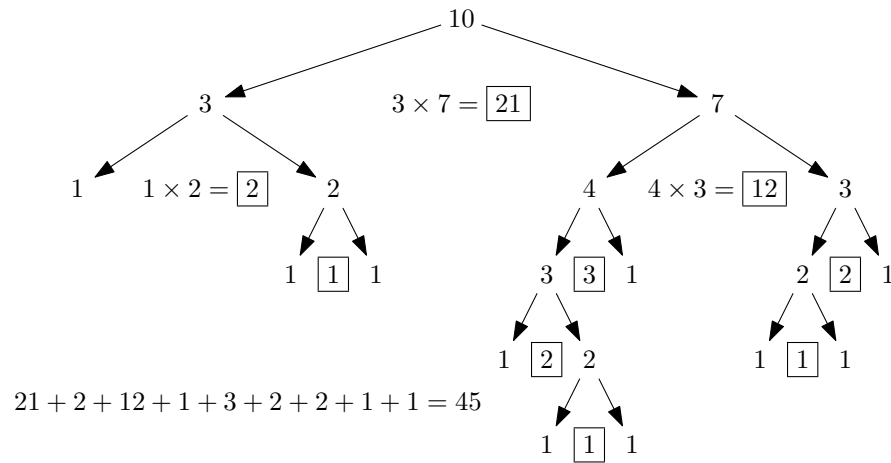 10
3 3 × 7 = 21 7
1 1 × 2 = 2 2 4 4 × 3 = 12 3
1 1 1 3 3 1 2 2 1
1 2 2 1 1 1
21 + 2 + 12 + 1 + 3 + 2 + 2 + 1 + 1 = 45
1 1 1